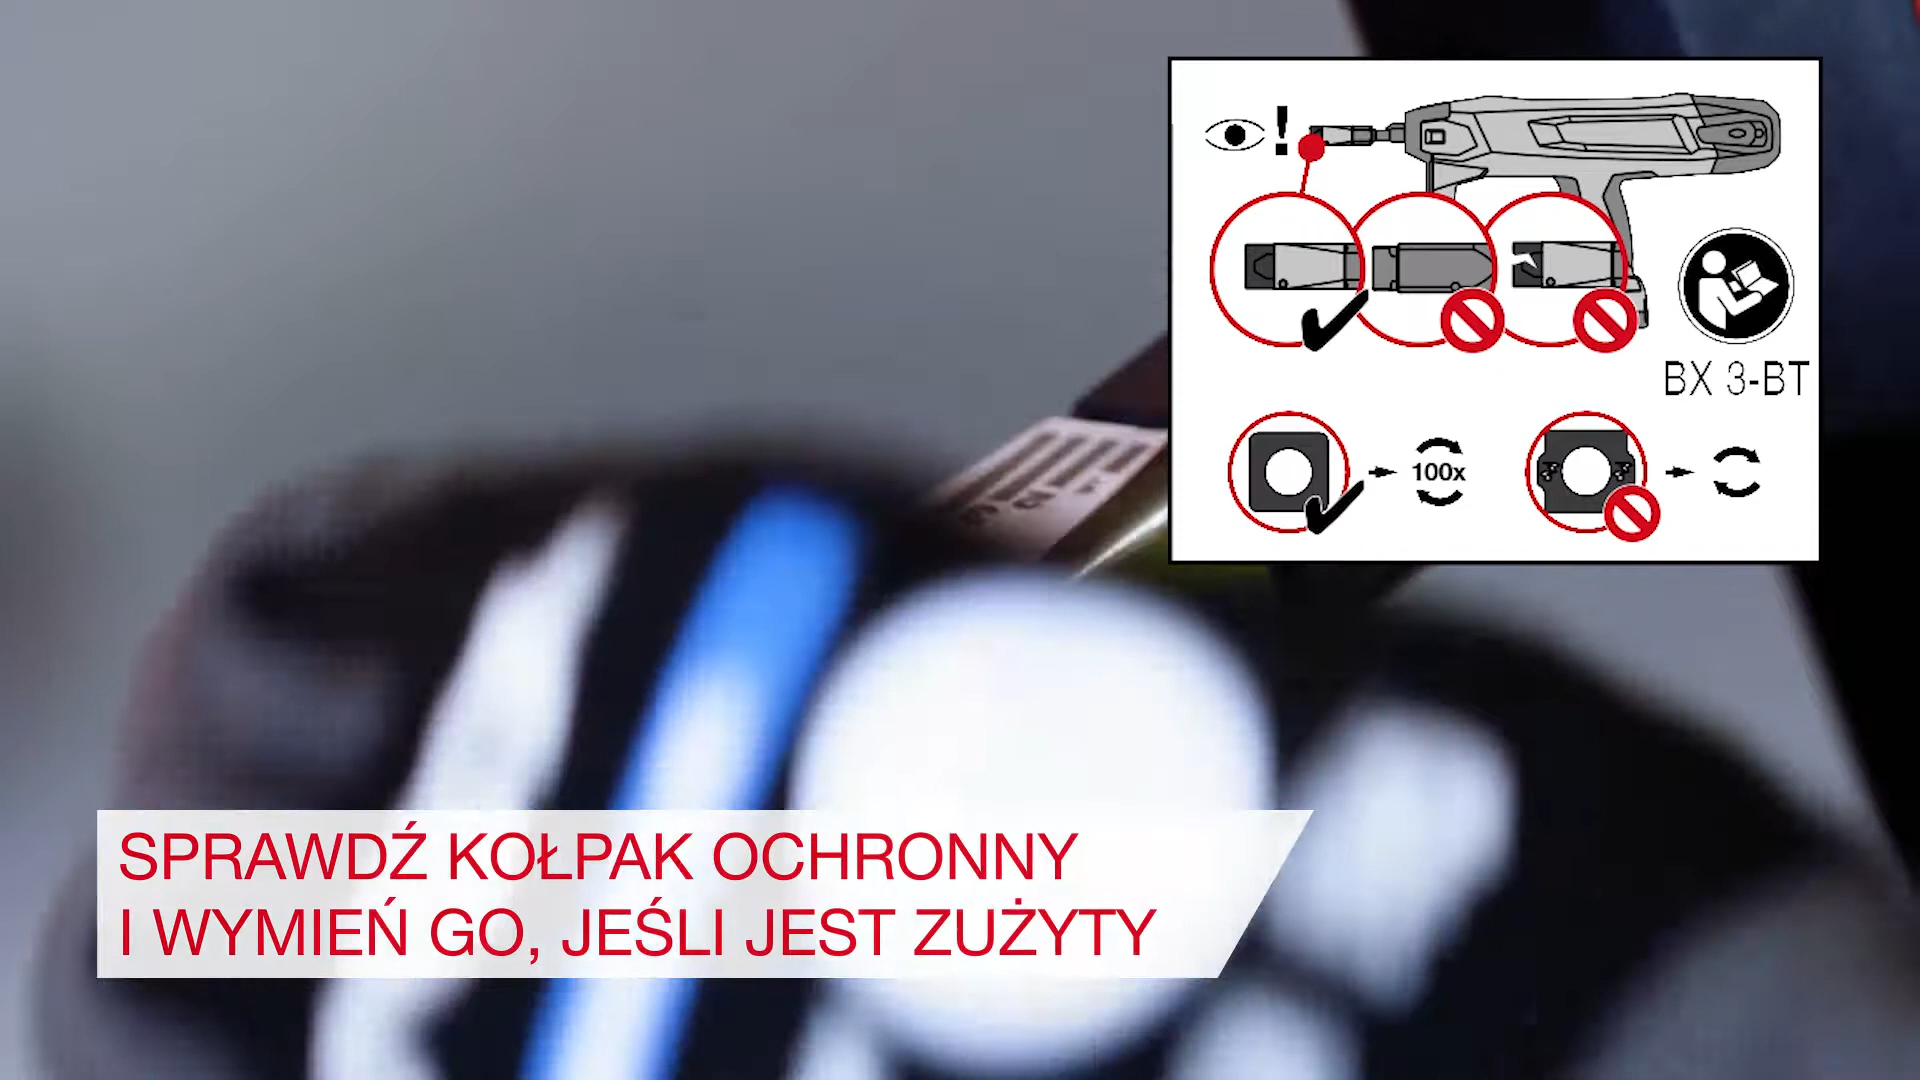 !
BX 3-BT
100x
SPRAWDŹ KOŁPAK OCHRONNY
I WYMIEŃ GO, JEŚLI JEST ZUŻYTY